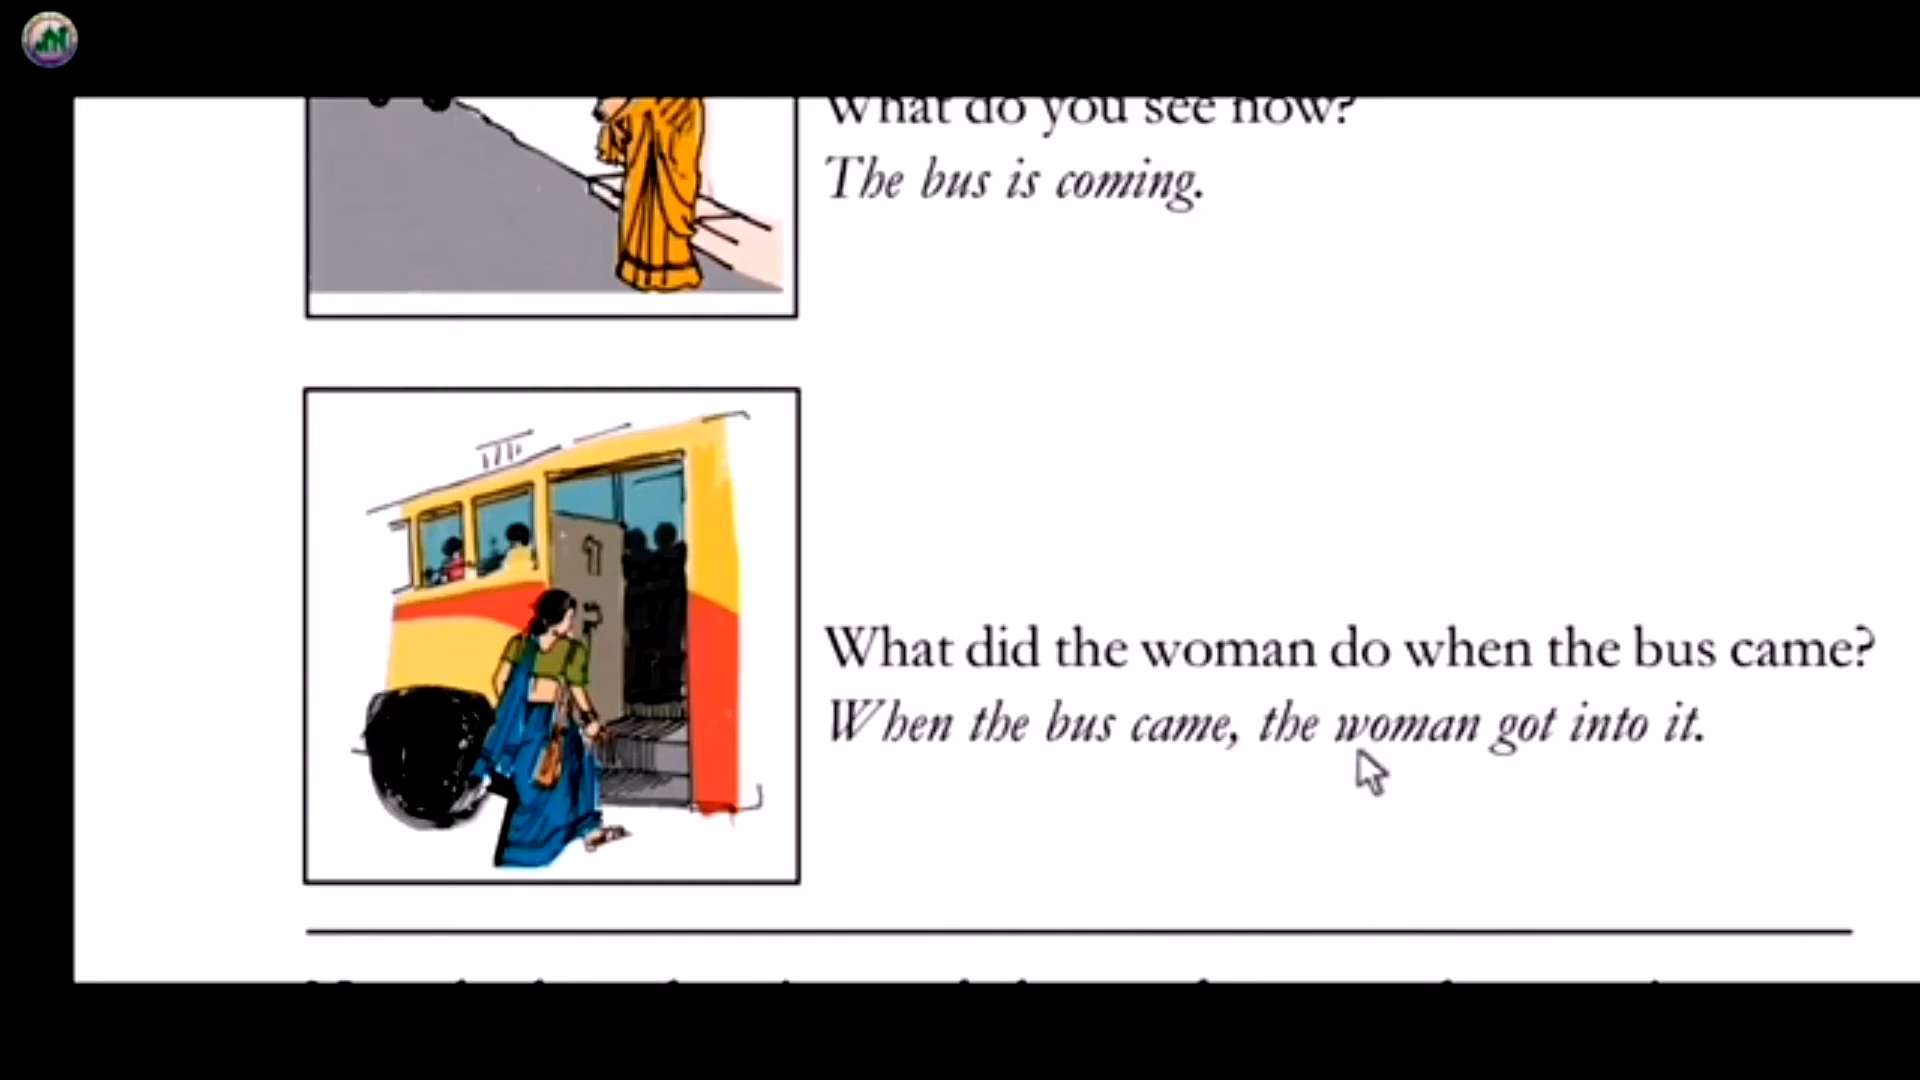 What do you see now?
The bus is coming.
What did the woman do when the bus came?
When the bus came, the woman got into it.